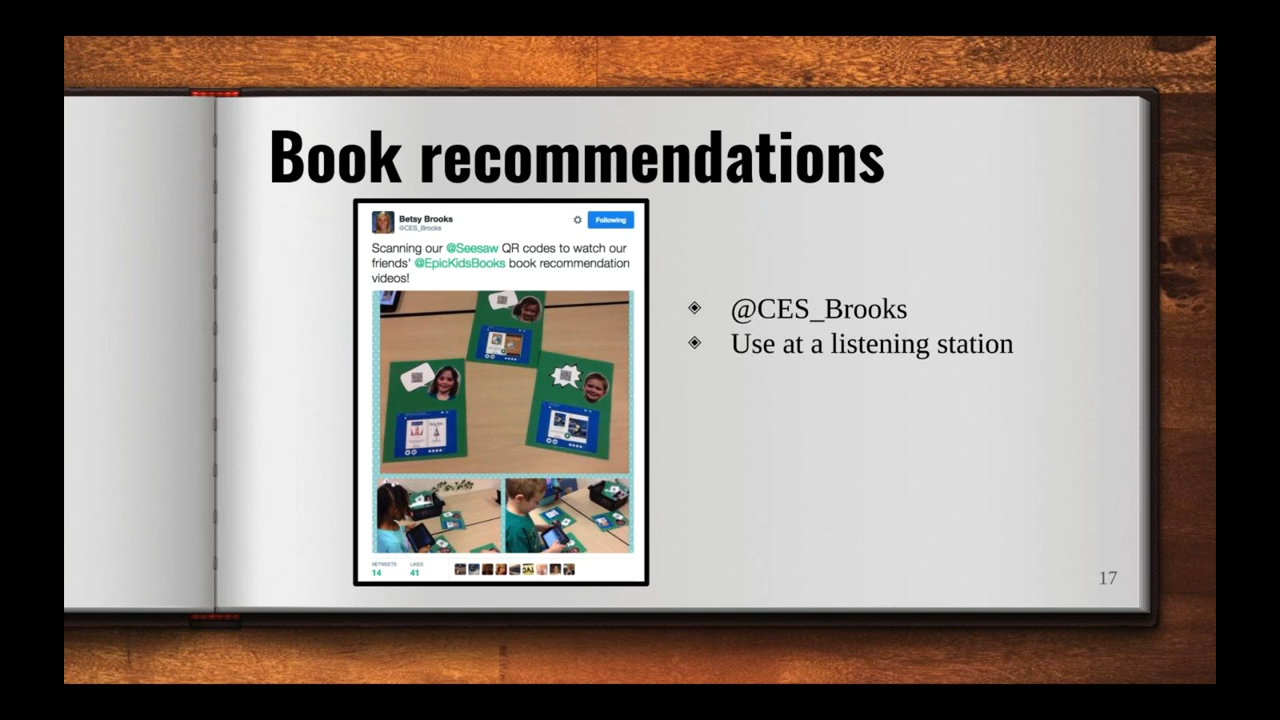 Book recommendations
Betsy Brooks
@CES_Brooks
Following
Scanning our @Seesaw QR codes to watch our
friends' @EpicKidsBooks book recommendation
videos!
RETWEETS
LIKES
14
41
◈ @CES_Brooks
◈ Use at a listening station
17